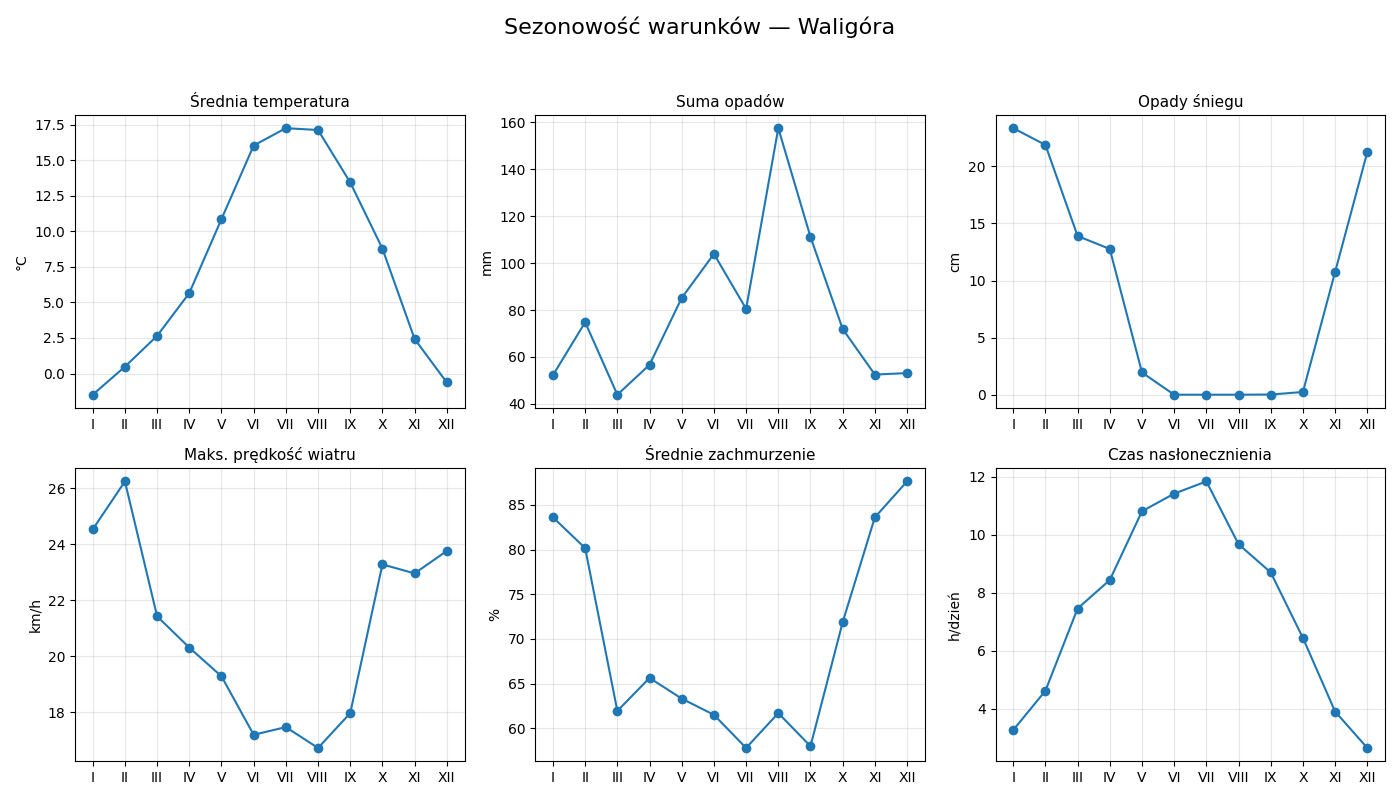 Sezonowość warunków — Waligóra
Średnia temperatura
°C
17.5
15.0
12.5
10.0
7.5
5.0
2.5
0.0
I II III IV V VI VII VIII IX X XI XII
Suma opadów
mm
160
140
120
100
80
60
40
I II III IV V VI VII VIII IX X XI XII
Opady śniegu
cm
20
15
10
5
0
I II III IV V VI VII VIII IX X XI XII
Maks. prędkość wiatru
km/h
26
24
22
20
18
I II III IV V VI VII VIII IX X XI XII
Średnie zachmurzenie
%
85
80
75
70
65
60
I II III IV V VI VII VIII IX X XI XII
Czas nasłonecznienia
h/dzień
12
10
8
6
4
I II III IV V VI VII VIII IX X XI XII